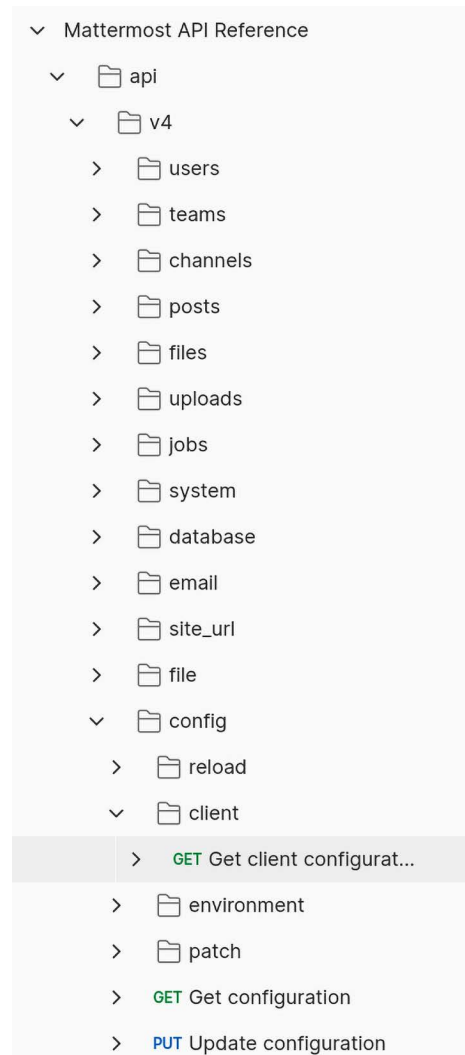 Mattermost API Reference
api
v4
users
teams
channels
posts
files
uploads
jobs
system
database
email
site_url
file
config
reload
client
GET Get client configurat...
environment
patch
GET Get configuration
PUT Update configuration